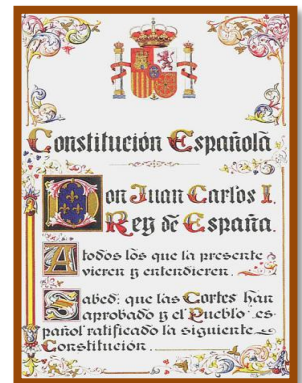 Constitución Española
Don Juan Carlos I,
Rey de España.
A todos los que la presente
vieren y entendieren.
Sabed: que las Cortes han
aprobado y el Pueblo es-
pañol ratificado la siguiente
Constitución.